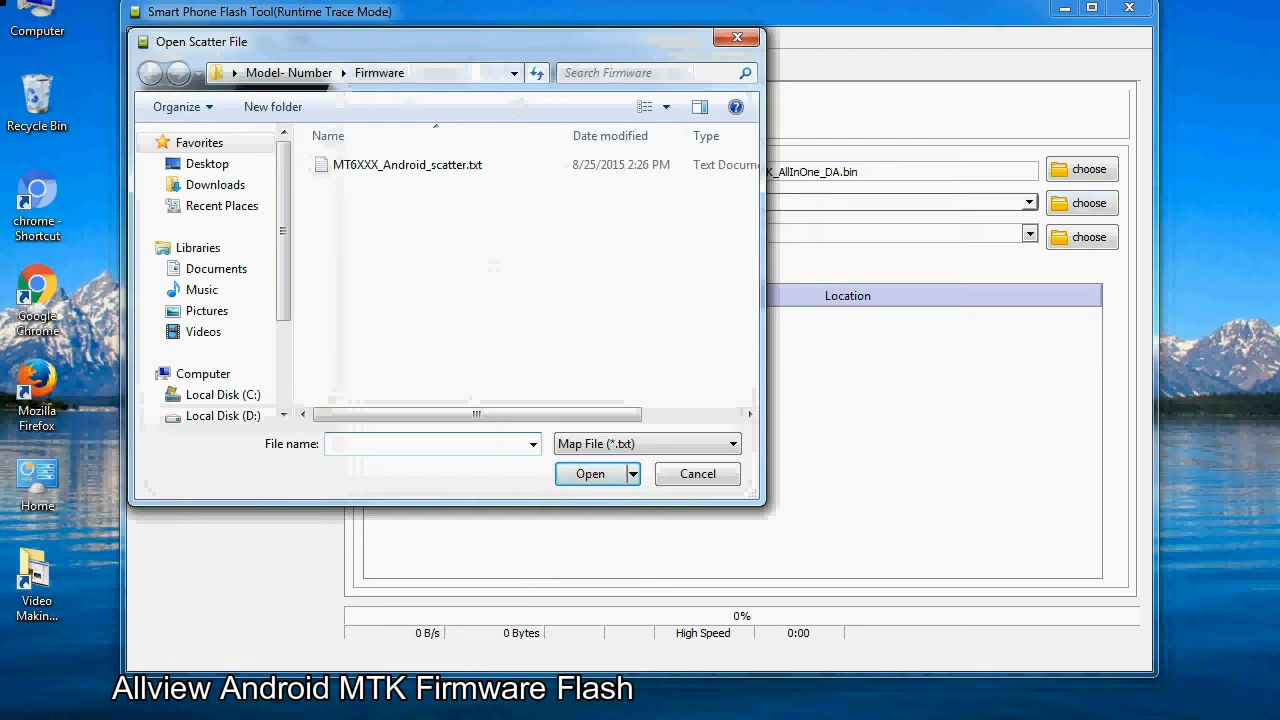 Computer
Recycle Bin
chrome - Shortcut
Google Chrome
Mozilla Firefox
Home
Video Makin...
Smart Phone Flash Tool(Runtime Trace Mode)
Open Scatter File
Model- Number
Firmware
Search Firmware
Organize
New folder
Favorites
Desktop
Downloads
Recent Places
Libraries
Documents
Music
Pictures
Videos
Computer
Local Disk (C:)
Local Disk (D:)
Name
Date modified
Type
MT6XXX_Android_scatter.txt
8/25/2015 2:26 PM
Text Docum
File name:
Map File (*.txt)
Open
Cancel
K_AllInOne_DA.bin
choose
choose
choose
Location
0%
0 B/s
0 Bytes
High Speed
0:00
Allview Android MTK Firmware Flash